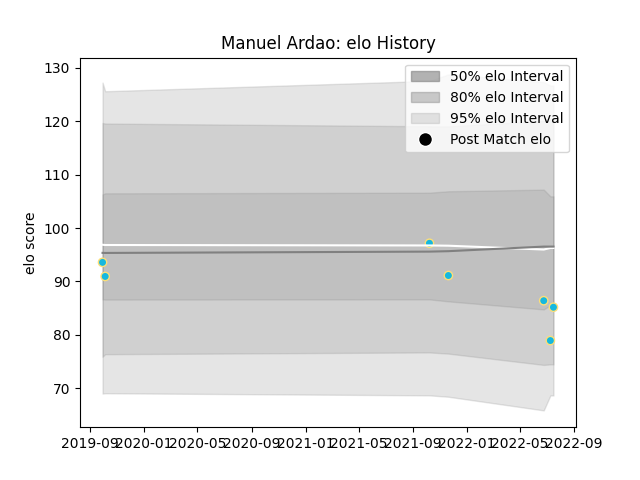 Manuel Ardao: elo History
130
120
110
100
90
80
70
elo score
50% elo Interval
80% elo Interval
95% elo Interval
Post Match elo
2019-09 2020-01 2020-05 2020-09 2021-01 2021-05 2021-09 2022-01 2022-05 2022-09